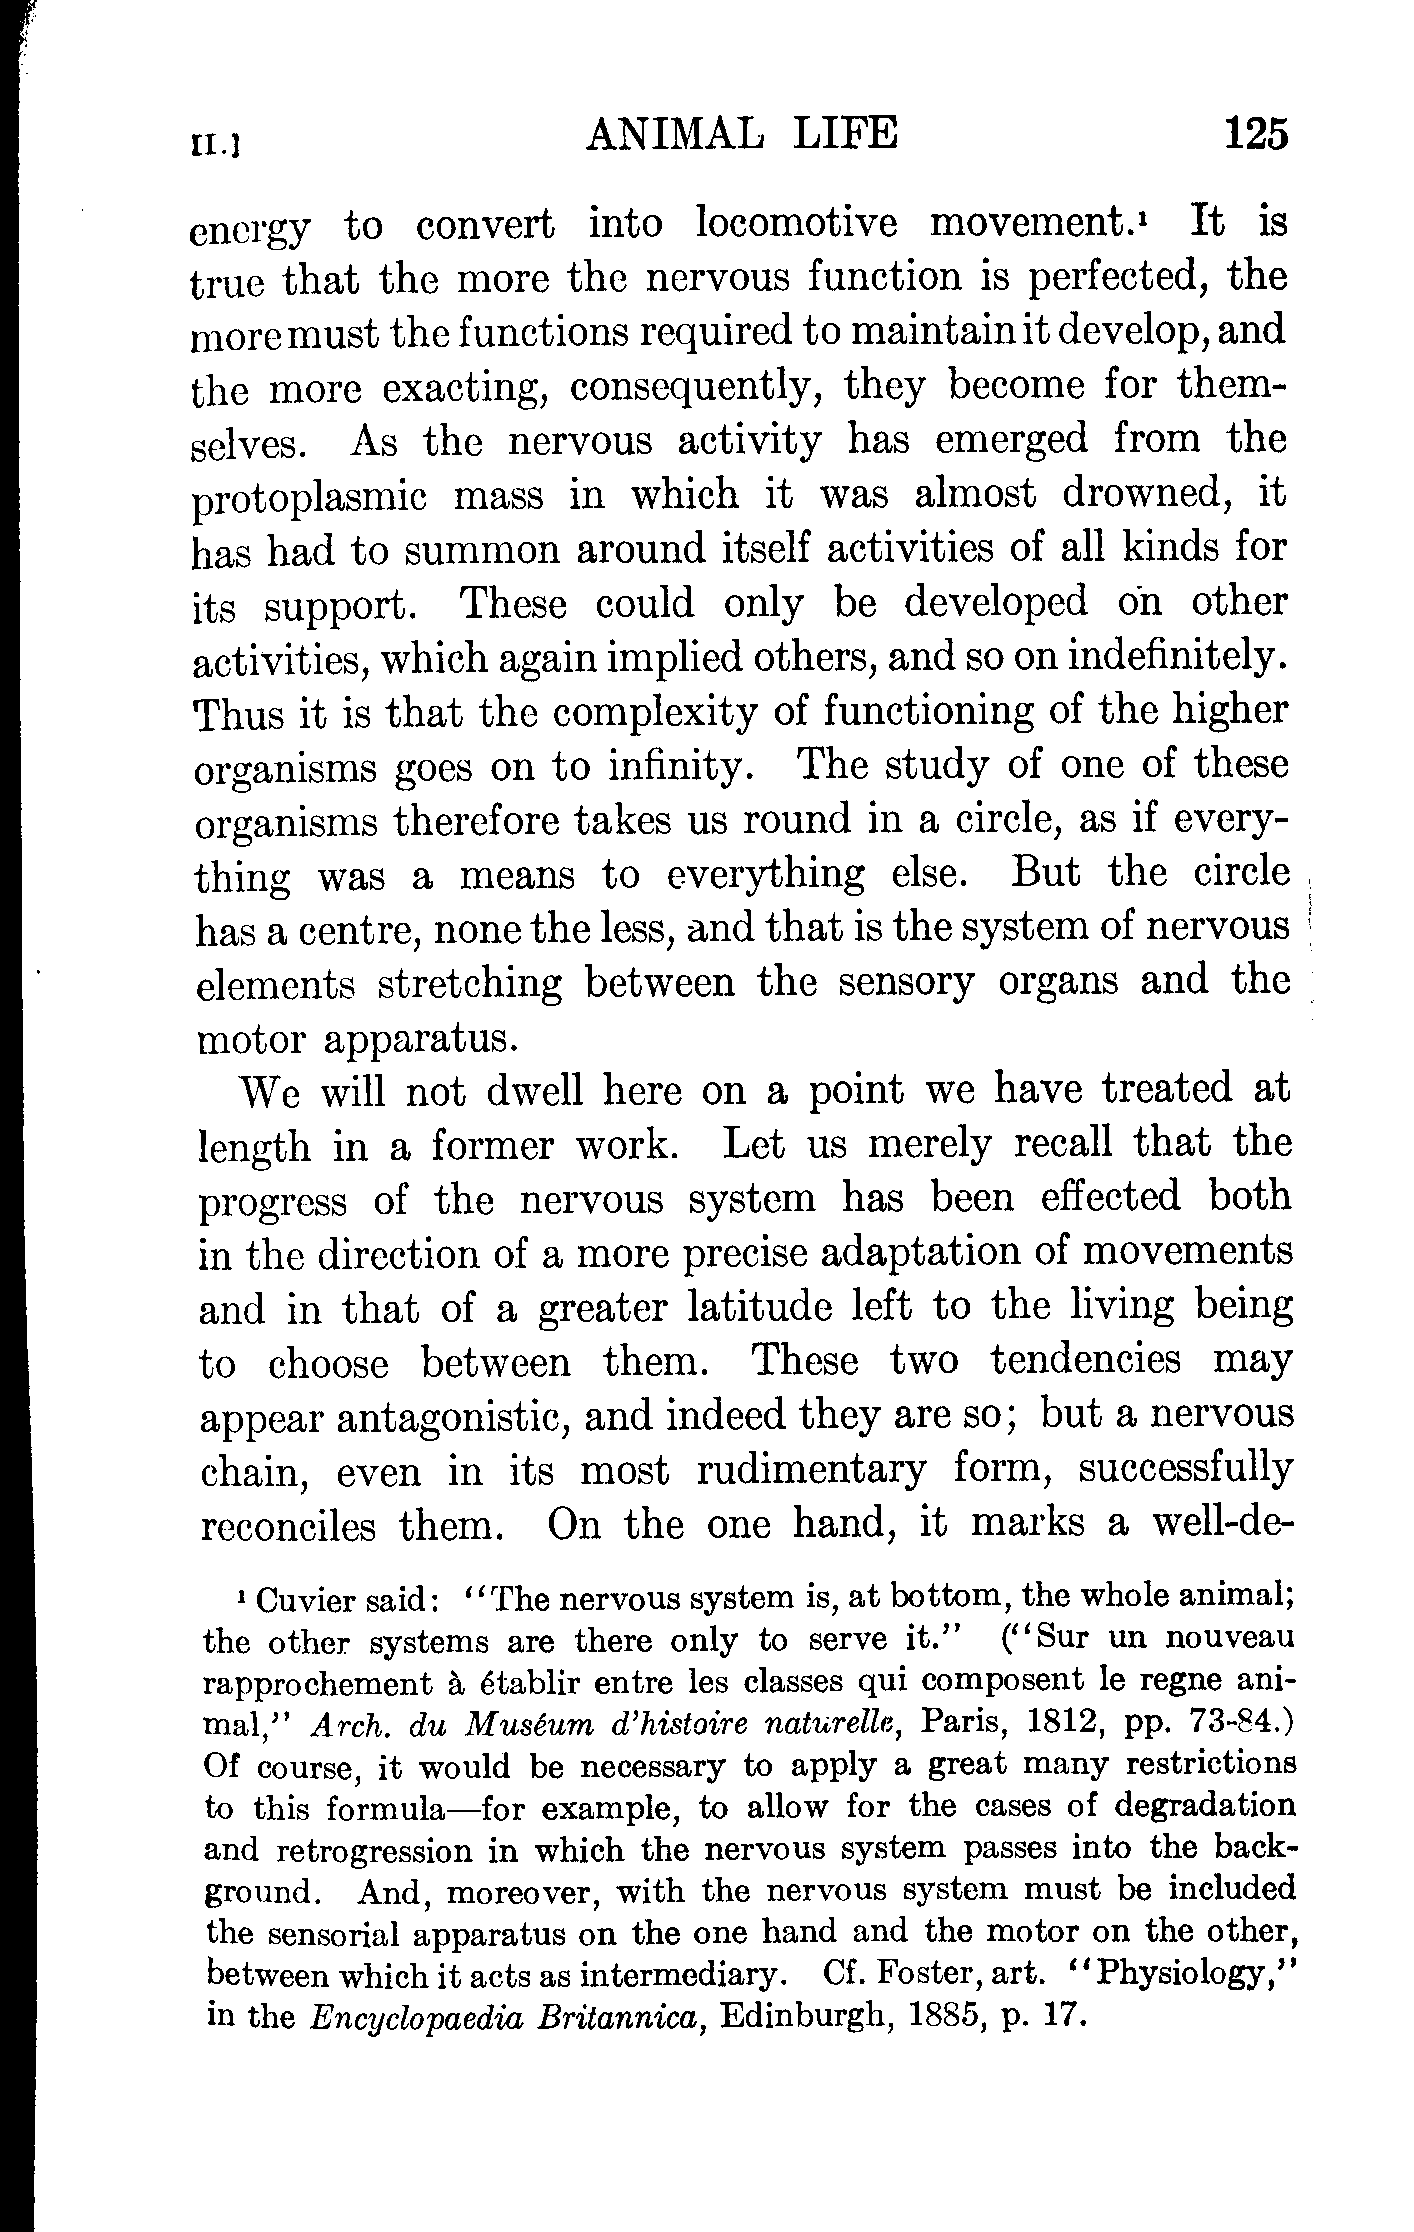 II.] ANIMAL LIFE 125
energy to convert into locomotive movement.¹ It is
true that the more the nervous function is perfected, the
more must the functions required to maintain it develop, and
the more exacting, consequently, they become for them-
selves. As the nervous activity has emerged from the
protoplasmic mass in which it was almost drowned, it
has had to summon around itself activities of all kinds for
its support. These could only be developed on other
activities, which again implied others, and so on indefinitely.
Thus it is that the complexity of functioning of the higher
organisms goes on to infinity. The study of one of these
organisms therefore takes us round in a circle, as if every-
thing was a means to everything else. But the circle
has a centre, none the less, and that is the system of nervous
elements stretching between the sensory organs and the
motor apparatus.
We will not dwell here on a point we have treated at
length in a former work. Let us merely recall that the
progress of the nervous system has been effected both
in the direction of a more precise adaptation of movements
and in that of a greater latitude left to the living being
to choose between them. These two tendencies may
appear antagonistic, and indeed they are so; but a nervous
chain, even in its most rudimentary form, successfully
reconciles them. On the one hand, it marks a well-de-
¹ Cuvier said: "The nervous system is, at bottom, the whole animal;
the other systems are there only to serve it." ("Sur un nouveau
rapprochement à établir entre les classes qui composent le regne ani-
mal," Arch. du Muséum d'histoire naturelle, Paris, 1812, pp. 73-84.)
Of course, it would be necessary to apply a great many restrictions
to this formula—for example, to allow for the cases of degradation
and retrogression in which the nervous system passes into the back-
ground. And, moreover, with the nervous system must be included
the sensorial apparatus on the one hand and the motor on the other,
between which it acts as intermediary. Cf. Foster, art. "Physiology,"
in the Encyclopaedia Britannica, Edinburgh, 1885, p. 17.